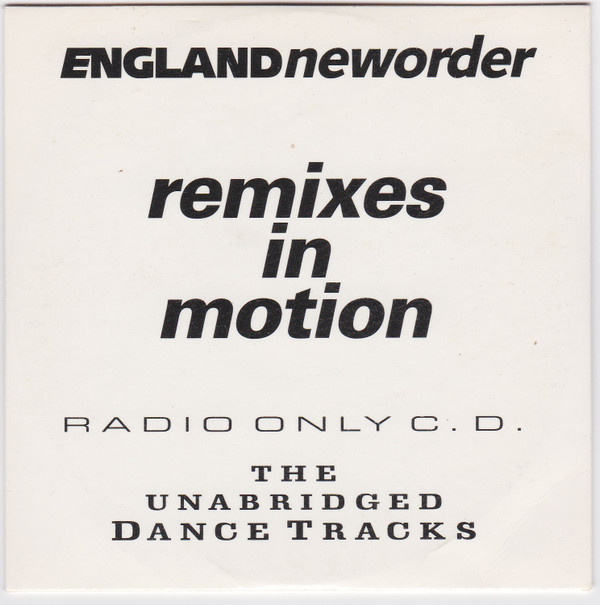 ENGLANDneworder
remixes
in
motion
RADIO ONLY C.D.
THE
UNABRIDGED
DANCE TRACKS